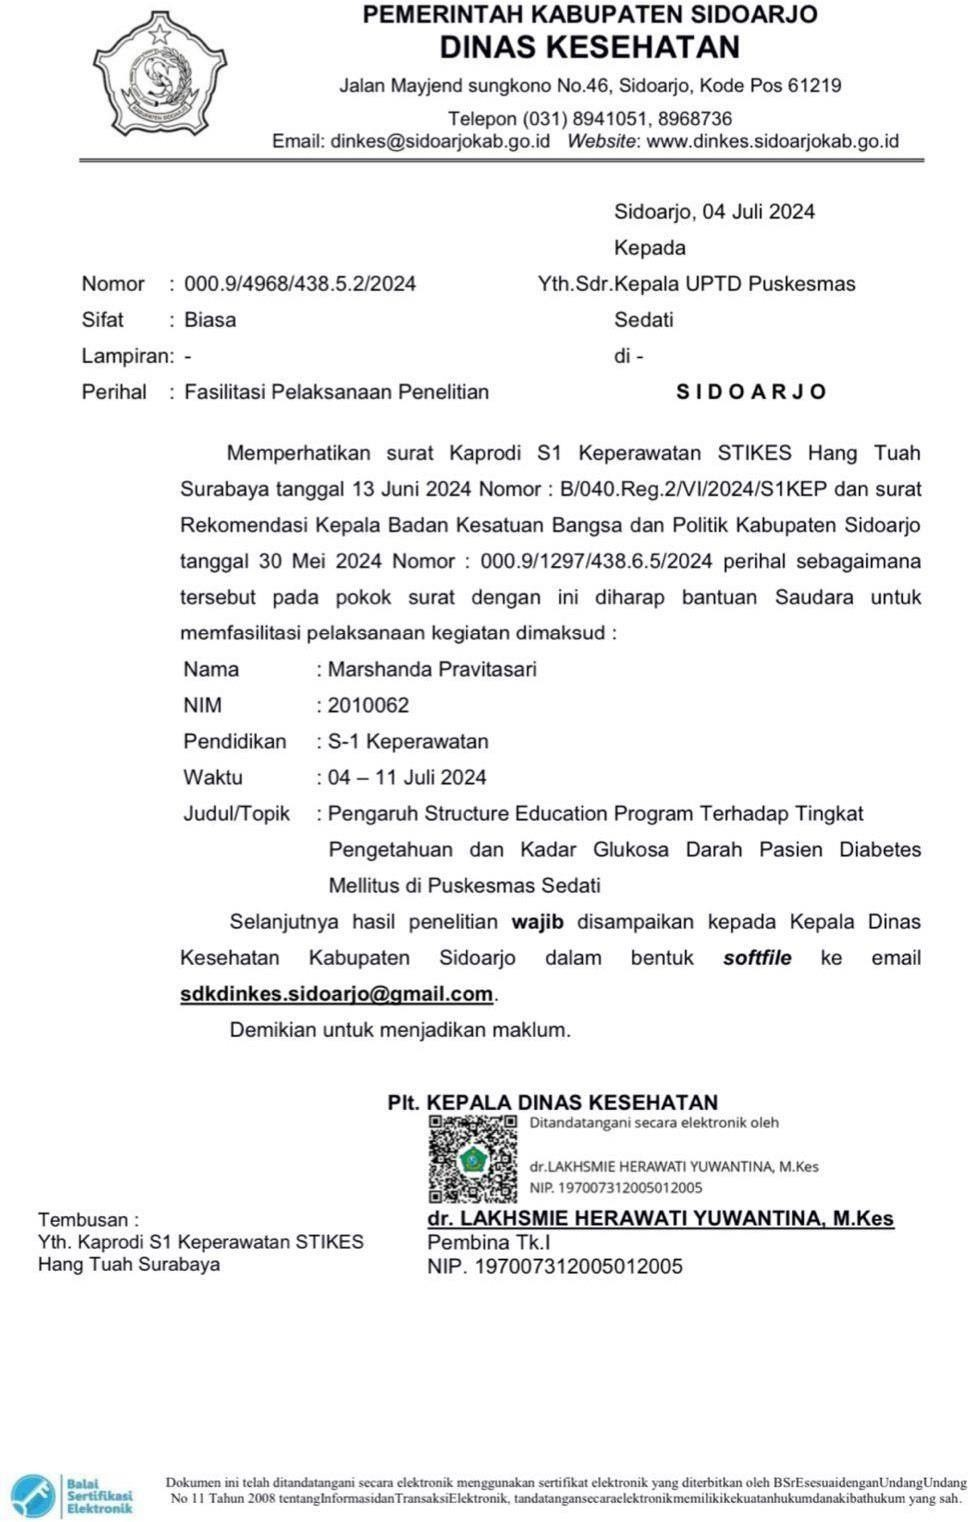 PEMERINTAH KABUPATEN SIDOARJO
DINAS KESEHATAN
Jalan Mayjend sungkono No.46, Sidoarjo, Kode Pos 61219
Telepon (031) 8941051, 8968736
Email: dinkes@sidoarjokab.go.id Website: www.dinkes.sidoarjokab.go.id
KABUPATEN SIDOARJO
Sidoarjo, 04 Juli 2024
Kepada
Nomor : 000.9/4968/438.5.2/2024 Yth.Sdr.Kepala UPTD Puskesmas
Sifat : Biasa Sedati
Lampiran: - di -
Perihal : Fasilitasi Pelaksanaan Penelitian S I D O A R J O
Memperhatikan surat Kaprodi S1 Keperawatan STIKES Hang Tuah
Surabaya tanggal 13 Juni 2024 Nomor : B/040.Reg.2/VI/2024/S1KEP dan surat
Rekomendasi Kepala Badan Kesatuan Bangsa dan Politik Kabupaten Sidoarjo
tanggal 30 Mei 2024 Nomor : 000.9/1297/438.6.5/2024 perihal sebagaimana
tersebut pada pokok surat dengan ini diharap bantuan Saudara untuk
memfasilitasi pelaksanaan kegiatan dimaksud :
Nama : Marshanda Pravitasari
NIM : 2010062
Pendidikan : S-1 Keperawatan
Waktu : 04 – 11 Juli 2024
Judul/Topik : Pengaruh Structure Education Program Terhadap Tingkat
Pengetahuan dan Kadar Glukosa Darah Pasien Diabetes
Mellitus di Puskesmas Sedati
Selanjutnya hasil penelitian wajib disampaikan kepada Kepala Dinas
Kesehatan Kabupaten Sidoarjo dalam bentuk softfile ke email
sdkdinkes.sidoarjo@gmail.com.
Demikian untuk menjadikan maklum.
Plt. KEPALA DINAS KESEHATAN
Ditandatangani secara elektronik oleh
dr.LAKHSMIE HERAWATI YUWANTINA, M.Kes
NIP. 197007312005012005
dr. LAKHSMIE HERAWATI YUWANTINA, M.Kes
Pembina Tk.I
NIP. 197007312005012005
Tembusan :
Yth. Kaprodi S1 Keperawatan STIKES
Hang Tuah Surabaya
Balai
Sertifikasi
Elektronik
Dokumen ini telah ditandatangani secara elektronik menggunakan sertifikat elektronik yang diterbitkan oleh BSrEsesuaidenganUndangUndang
No 11 Tahun 2008 tentangInformasidanTransaksiElektronik, tandatangansecaraelektronikmemilikikekuatanhukumdanakibathukum yang sah.